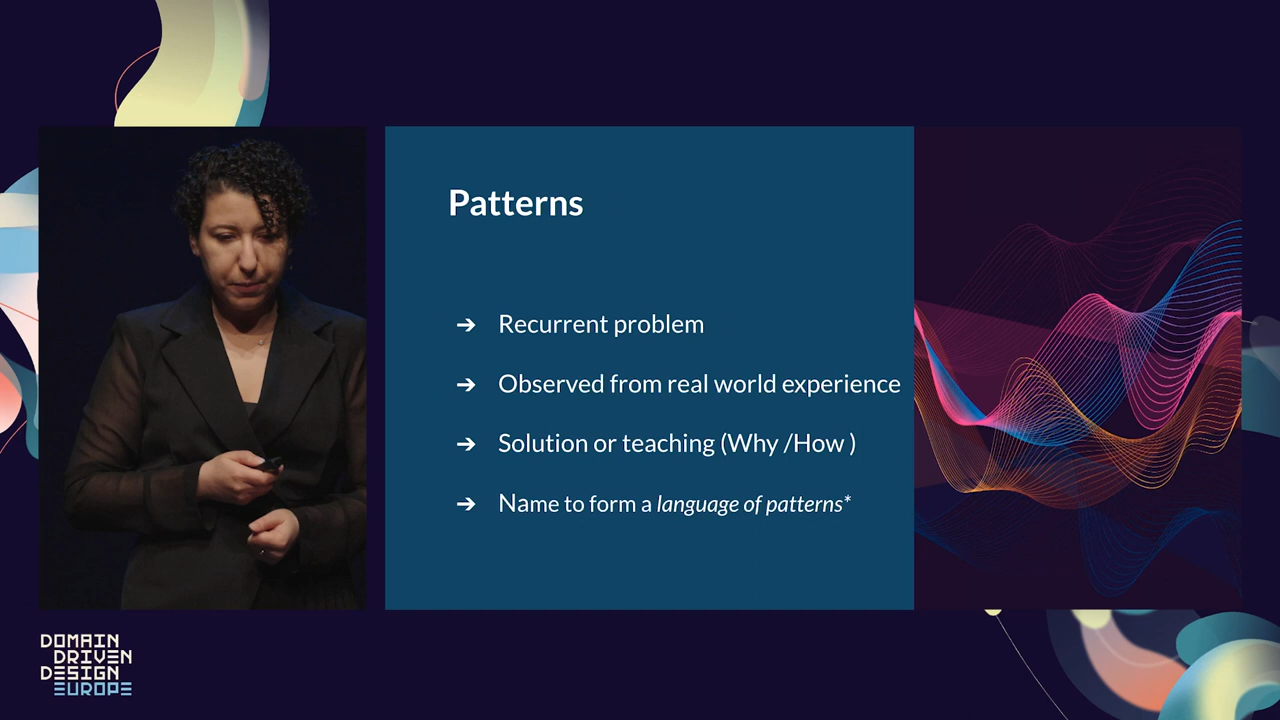 Patterns
➔ Recurrent problem
➔ Observed from real world experience
➔ Solution or teaching (Why /How )
➔ Name to form a language of patterns*
DOMAIN
DRIVEN
DESIGN
EUROPE